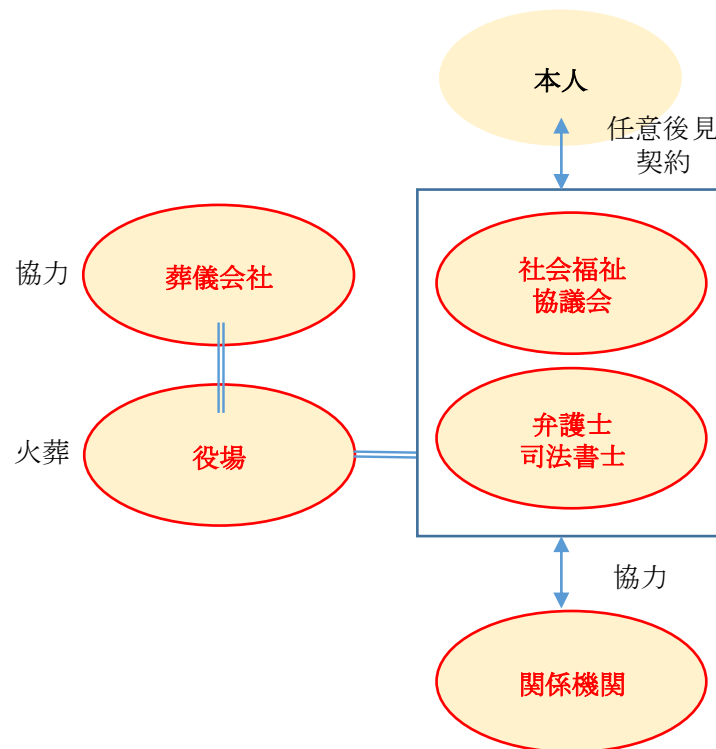 本人
任意後見
契約
協力
葬儀会社
社会福祉
協議会
火葬
役場
弁護士
司法書士
協力
関係機関